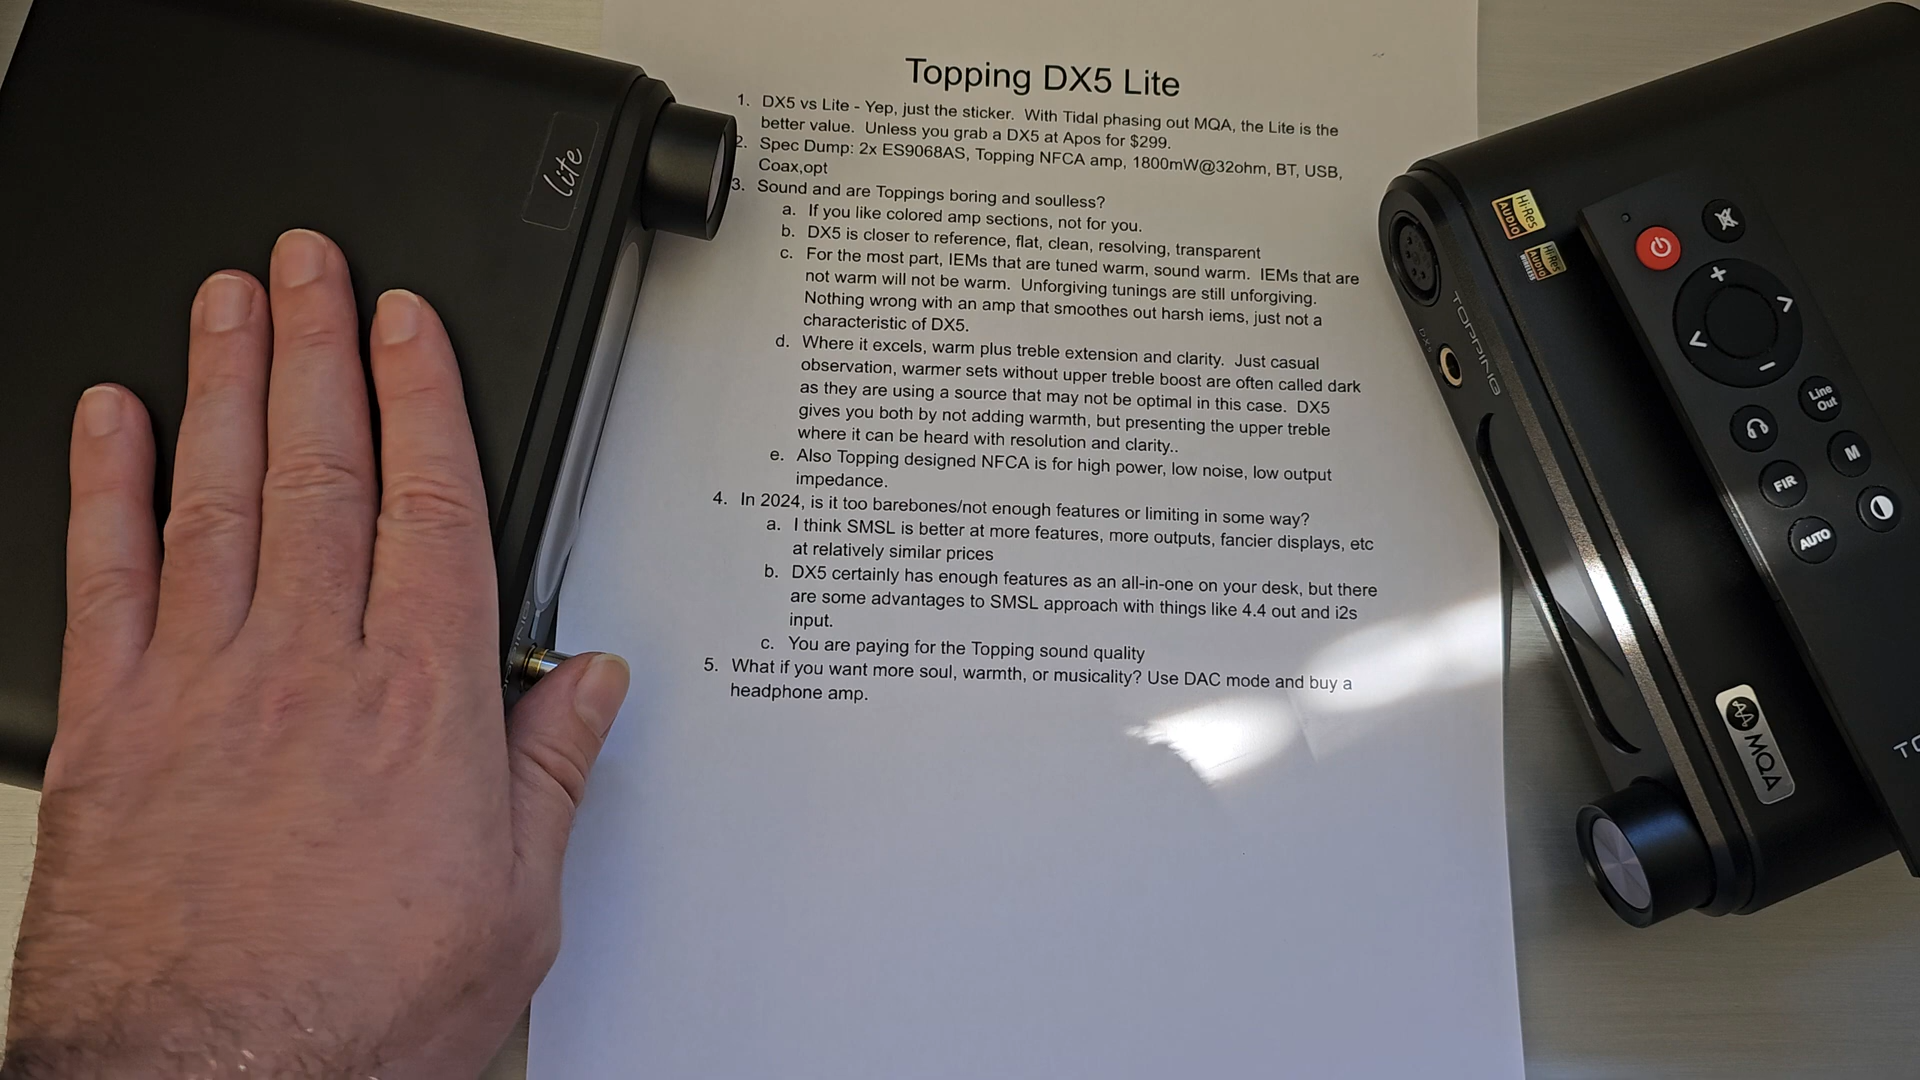 Topping DX5 Lite
1. DX5 vs Lite - Yep, just the sticker. With Tidal phasing out MQA, the Lite is the
better value. Unless you grab a DX5 at Apos for $299.
2. Spec Dump: 2x ES9068AS, Topping NFCA amp, 1800mW@32ohm, BT, USB,
Coax,opt
3. Sound and are Toppings boring and soulless?
a. If you like colored amp sections, not for you.
b. DX5 is closer to reference, flat, clean, resolving, transparent
c. For the most part, IEMs that are tuned warm, sound warm. IEMs that are
not warm will not be warm. Unforgiving tunings are still unforgiving.
Nothing wrong with an amp that smoothes out harsh iems, just not a
characteristic of DX5.
d. Where it excels, warm plus treble extension and clarity. Just casual
observation, warmer sets without upper treble boost are often called dark
as they are using a source that may not be optimal in this case. DX5
gives you both by not adding warmth, but presenting the upper treble
where it can be heard with resolution and clarity..
e. Also Topping designed NFCA is for high power, low noise, low output
impedance.
4. In 2024, is it too barebones/not enough features or limiting in some way?
a. I think SMSL is better at more features, more outputs, fancier displays, etc
at relatively similar prices
b. DX5 certainly has enough features as an all-in-one on your desk, but there
are some advantages to SMSL approach with things like 4.4 out and i2s
input.
c. You are paying for the Topping sound quality
5. What if you want more soul, warmth, or musicality? Use DAC mode and buy a
headphone amp.
Lite
Hi-Res
AUDIO
Hi-Res
AUDIO
WIRELESS
TOPPING
DX5
MQA
+
<
>
-
Line
Out
M
FIR
AUTO